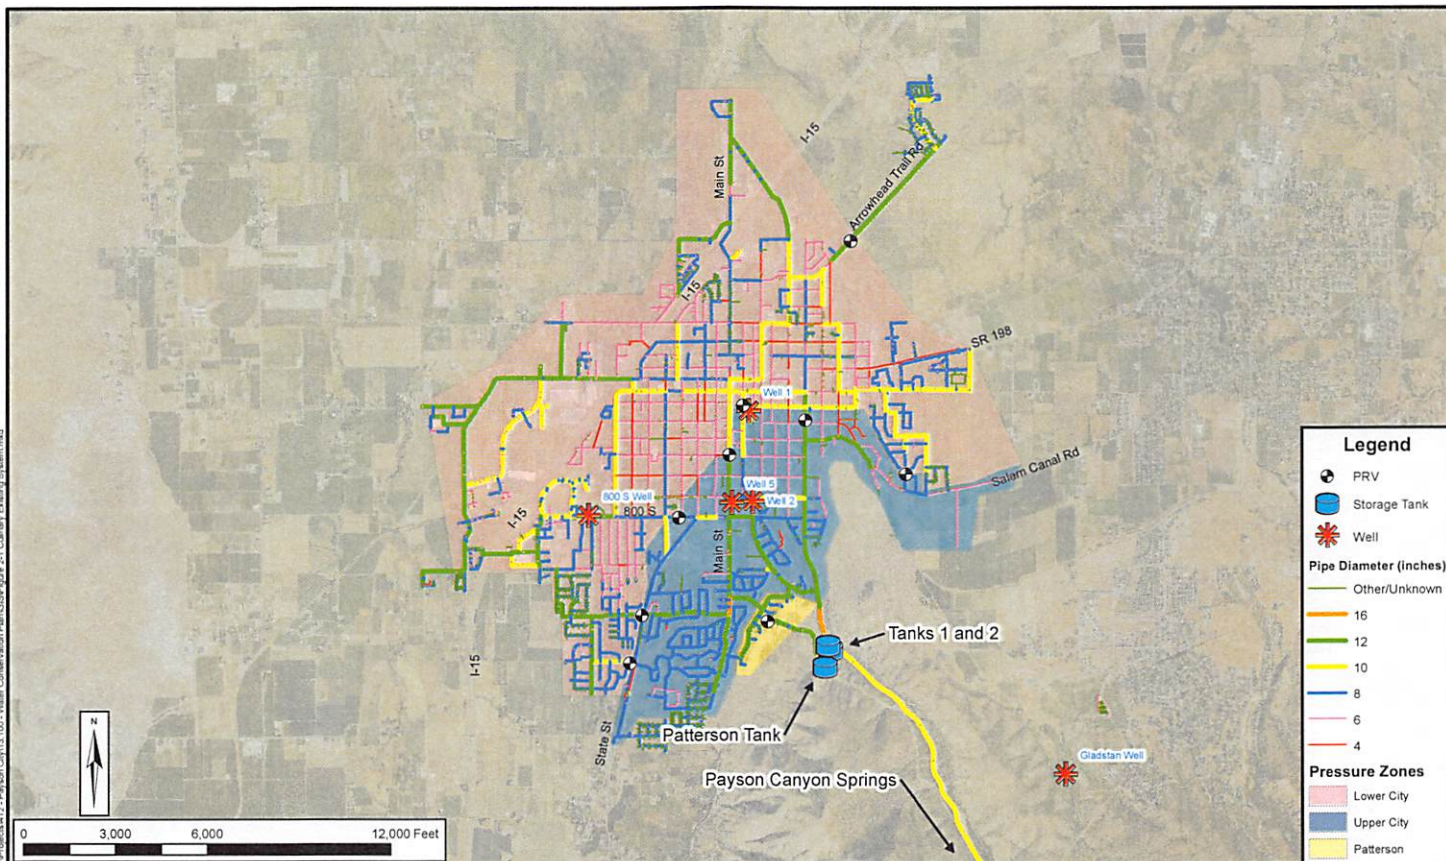 I-15
Main St
Arrowhead Trail Rd
I-15
SR 198
Well 1
Salem Canal Rd
Well 5
800 S Well
Well 2
800 S
I-15
Main St
Tanks 1 and 2
I-15
Patterson Tank
State St
Gladstan Well
Payson Canyon Springs
N
0 3,000 6,000 12,000 Feet
Legend
PRV
Storage Tank
Well
Pipe Diameter (inches)
Other/Unknown
16
12
10
8
6
4
Pressure Zones
Lower City
Upper City
Patterson